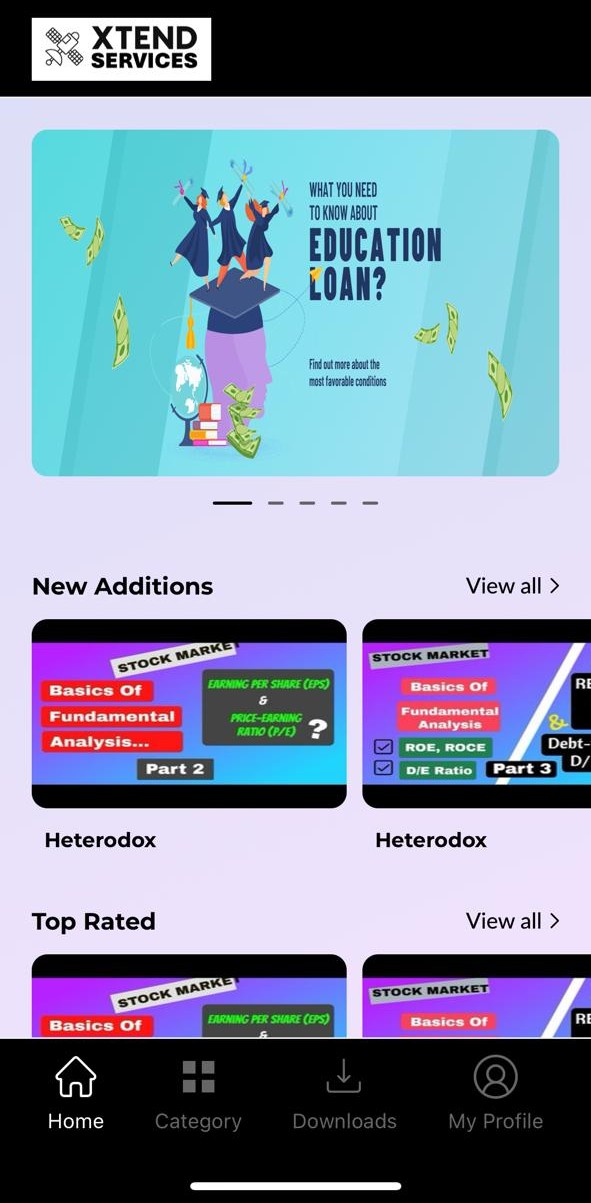 XTEND
SERVICES
WHAT YOU NEED
TO KNOW ABOUT
EDUCATION
LOAN?
Find out more about the
most favorable conditions
New Additions
View all
STOCK MARKE
Basics Of
Fundamental
Analysis...
Part 2
EARNING PER SHARE (EPS)
&
PRICE-EARNING
RATIO (P/E)
?
STOCK MARKET
Basics Of
Fundamental
Analysis
ROE, ROCE
D/E Ratio
Part 3
&
Debt-
D/
Heterodox
Heterodox
Top Rated
View all
STOCK MARKE
Basics Of
EARNING PER SHARE (EPS)
&
STOCK MARKET
Basics Of
Home
Category
Downloads
My Profile